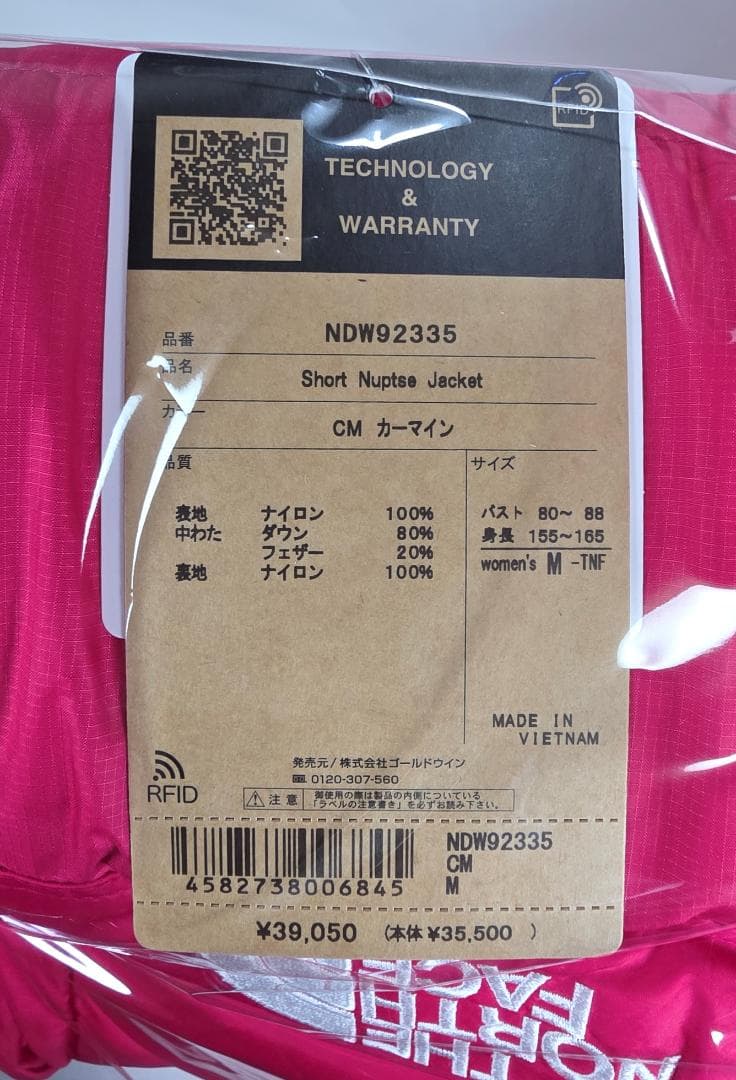 RFID
TECHNOLOGY
&
WARRANTY
品番 NDW92335
品名 Short Nuptse Jacket
カラー CM カーマイン
品質
表地 ナイロン 100%
中わた ダウン 80%
フェザー 20%
裏地 ナイロン 100%
サイズ
バスト 80〜 88
身長 155〜165
women's M -TNF
MADE IN
VIETNAM
RFID
発売元/株式会社ゴールドウイン
0120-307-560
注意 御使用の際は製品の内側についている
「ラベルの注意書き」を必ずお読み下さい。
4582738006845
NDW92335
CM
M
¥39,050 (本体¥35,500 )
THE
NORTH
FACE